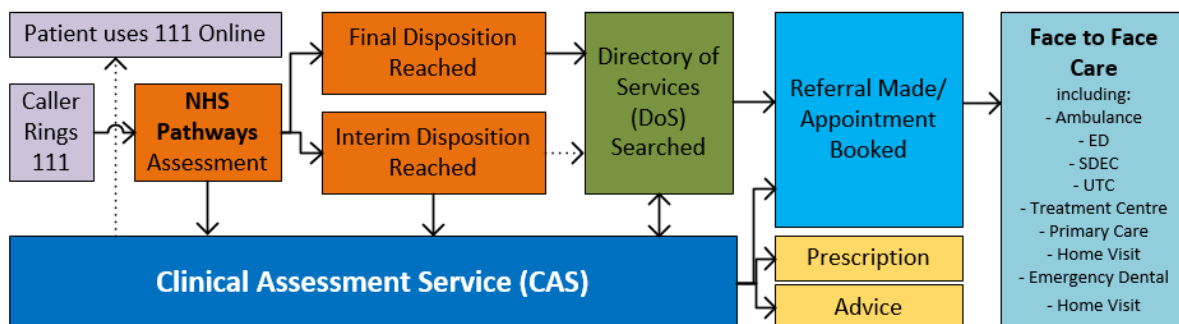 Patient uses 111 Online
Caller
Rings
111
NHS
Pathways
Assessment
Final Disposition
Reached
Interim Disposition
Reached
Directory of
Services
(DoS)
Searched
Referral Made/
Appointment
Booked
Face to Face
Care
including:
- Ambulance
- ED
- SDEC
- UTC
- Treatment Centre
- Primary Care
- Home Visit
- Emergency Dental
- Home Visit
Clinical Assessment Service (CAS)
Prescription
Advice